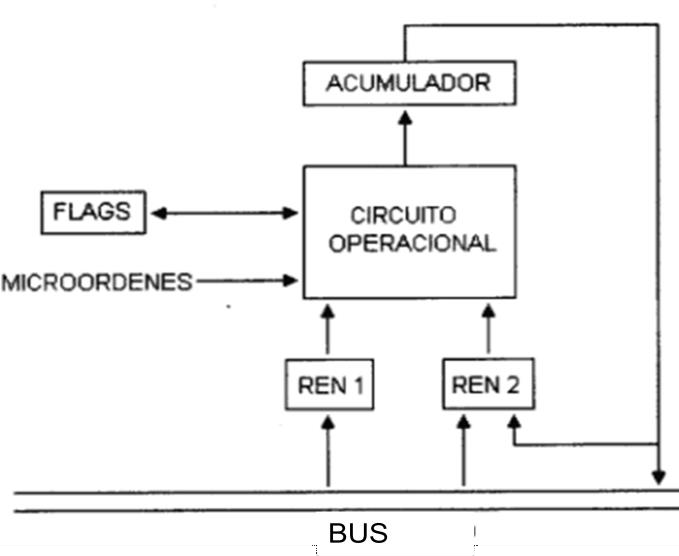 ACUMULADOR
FLAGS
CIRCUITO
OPERACIONAL
MICROORDENES
REN 1
REN 2
BUS